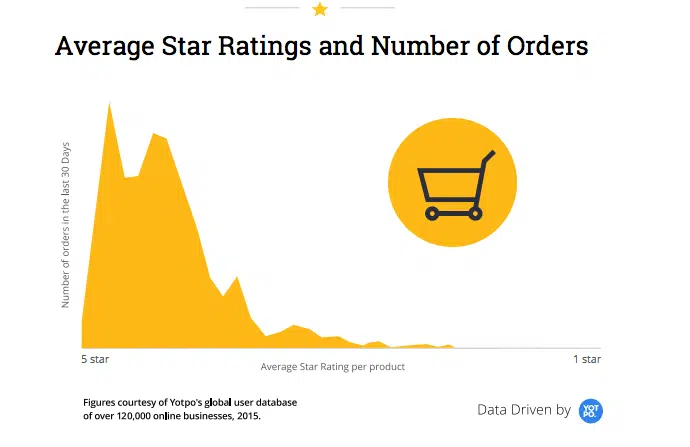 Average Star Ratings and Number of Orders
Number of orders in the last 30 Days
5 star
1 star
Average Star Rating per product
Figures courtesy of Yotpo's global user database
of over 120,000 online businesses, 2015.
Data Driven by
YOT
PO.